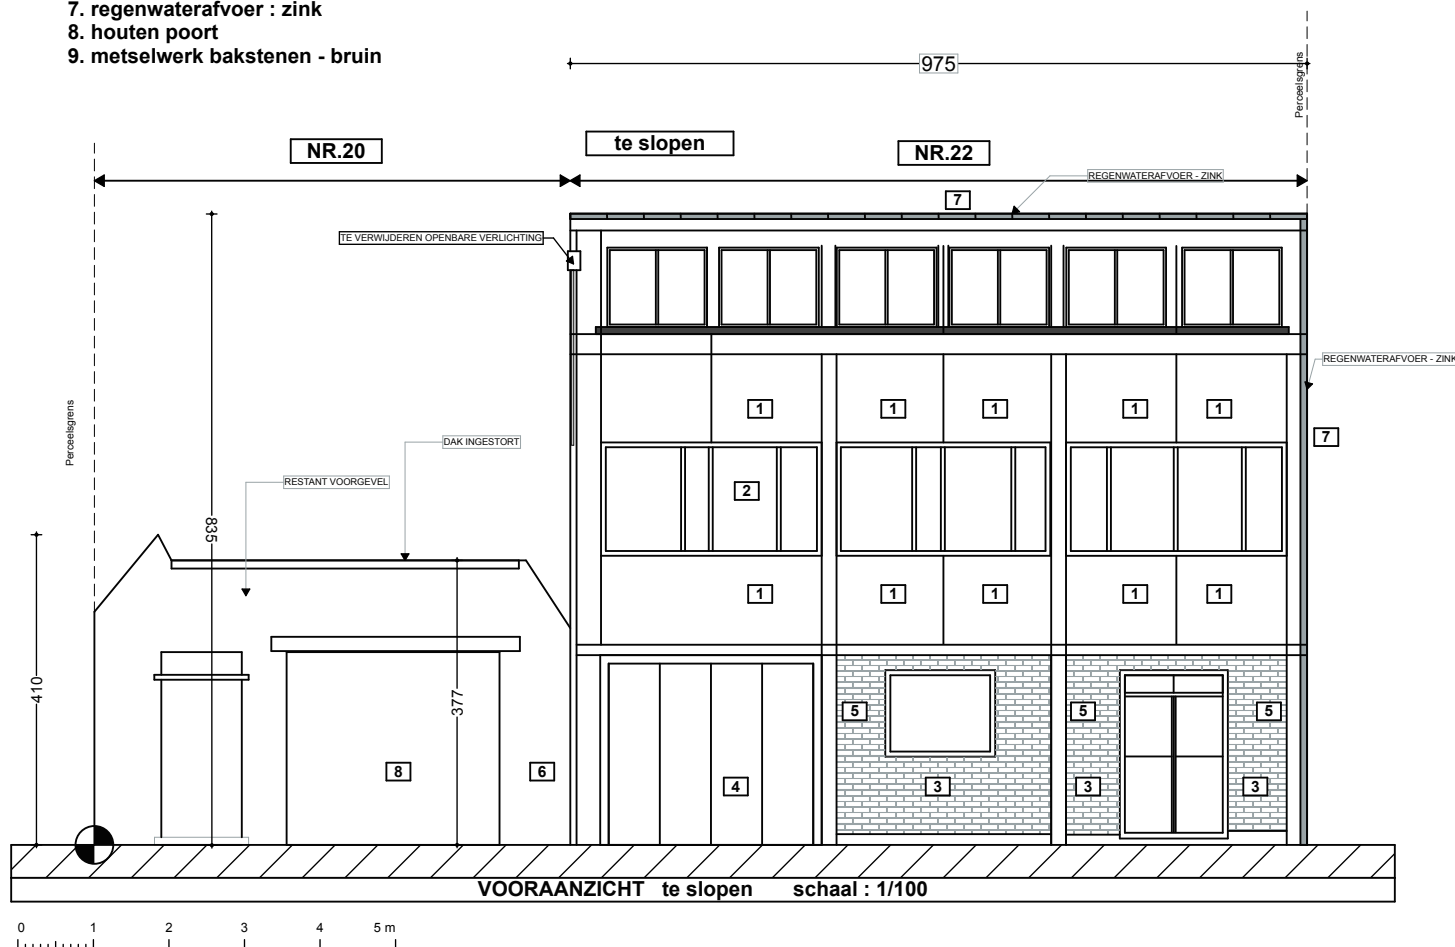 7. regenwaterafvoer : zink
8. houten poort
9. metselwerk bakstenen - bruin
975
Perceelsgrens
NR.20
te slopen
NR.22
REGENWATERAFVOER - ZINK
7
TE VERWIJDEREN OPENBARE VERLICHTING
REGENWATERAFVOER - ZINK
Perceelsgrens
1
1
1
1
1
7
DAK INGESTORT
RESTANT VOORGEVEL
2
835
1
1
1
1
1
410
377
5
5
5
8
6
4
3
3
3
VOORAANZICHT te slopen schaal : 1/100
0 1 2 3 4 5 m